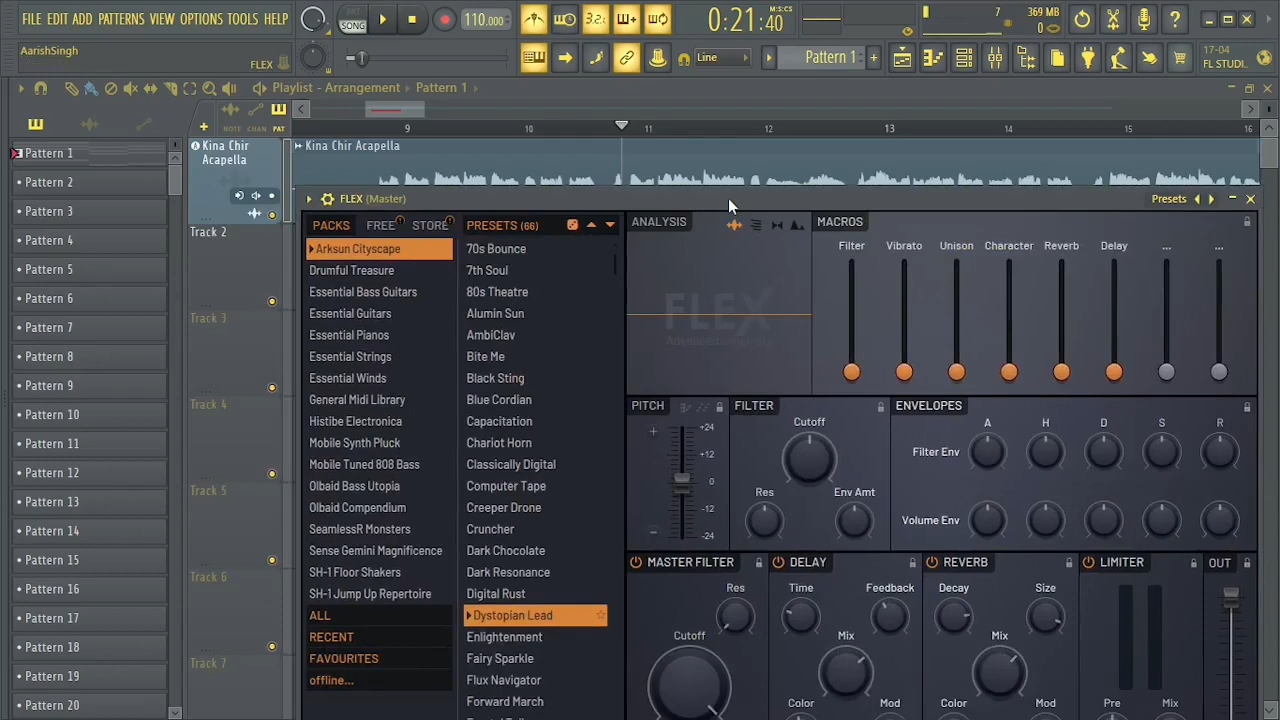 FILE EDIT ADD PATTERNS VIEW OPTIONS TOOLS HELP
PAT
SONG
110.000
3.2.
0:21:40
M:S:CS
7
369 MB
0
AarishSingh
FLEX
Line
Pattern 1
17-04
FL STUDI..
Playlist - Arrangement
Pattern 1
NOTE CHAN PAT
9 10 11 12 13 14 15 16
Pattern 1
Pattern 2
Pattern 3
Pattern 4
Pattern 5
Pattern 6
Pattern 7
Pattern 8
Pattern 9
Pattern 10
Pattern 11
Pattern 12
Pattern 13
Pattern 14
Pattern 15
Pattern 16
Pattern 17
Pattern 18
Pattern 19
Pattern 20
Kina Chir
Acapella
Track 2
Track 3
Track 4
Track 5
Track 6
Track 7
Kina Chir Acapella
FLEX (Master)
Presets
PACKS FREE STORE
Arksun Cityscape
Drumful Treasure
Essential Bass Guitars
Essential Guitars
Essential Pianos
Essential Strings
Essential Winds
General Midi Library
Histibe Electronica
Mobile Synth Pluck
Mobile Tuned 808 Bass
Olbaid Bass Utopia
Olbaid Compendium
SeamlessR Monsters
Sense Gemini Magnificence
SH-1 Floor Shakers
SH-1 Jump Up Repertoire
ALL
RECENT
FAVOURITES
offline...
PRESETS (66)
70s Bounce
7th Soul
80s Theatre
Alumin Sun
AmbiClav
Bite Me
Black Sting
Blue Cordian
Capacitation
Chariot Horn
Classically Digital
Computer Tape
Creeper Drone
Cruncher
Dark Chocolate
Dark Resonance
Digital Rust
Dystopian Lead
Enlightenment
Fairy Sparkle
Flux Navigator
Forward March
ANALYSIS
FLEX
MACROS
Filter Vibrato Unison Character Reverb Delay ... ...
PITCH
+24
+12
0
-12
-24
FILTER
Cutoff
Res
Env Amt
ENVELOPES
A H D S R
Filter Env
Volume Env
MASTER FILTER
Res
Cutoff
DELAY
Time
Feedback
Mix
Color
Mod
REVERB
Decay
Size
Mix
Color
Mod
LIMITER
Pre
Mix
OUT